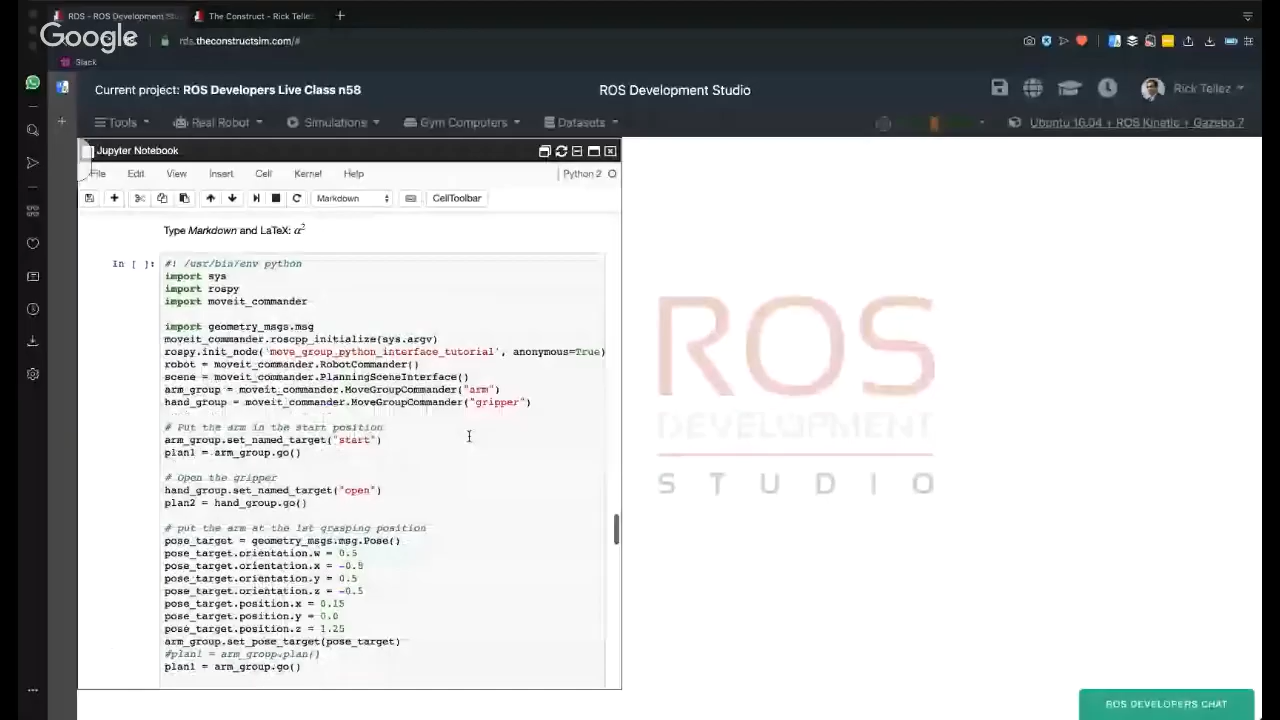 RDS - ROS Development Stu
The Construct - Rick Tellez
Google
rds.theconstructsim.com/#
Slack
Current project: ROS Developers Live Class n58
ROS Development Studio
Rick Tellez
Tools
Real Robot
Simulations
Gym Computers
Datasets
Ubuntu 16.04 + ROS Kinetic + Gazebo 7
Jupyter Notebook
File Edit View Insert Cell Kernel Help
Python 2
Markdown
CellToolbar
Type Markdown and LaTeX: α²
In [ ]:
#! /usr/bin/env python
import sys
import rospy
import moveit_commander
import geometry_msgs.msg
moveit_commander.roscpp_initialize(sys.argv)
rospy.init_node('move_group_python_interface_tutorial', anonymous=True)
robot = moveit_commander.RobotCommander()
scene = moveit_commander.PlanningSceneInterface()
arm_group = moveit_commander.MoveGroupCommander("arm")
hand_group = moveit_commander.MoveGroupCommander("gripper")
# Put the arm in the start position
arm_group.set_named_target("start")
plan1 = arm_group.go()
# Open the gripper
hand_group.set_named_target("open")
plan2 = hand_group.go()
# put the arm at the 1st grasping position
pose_target = geometry_msgs.msg.Pose()
pose_target.orientation.w = 0.5
pose_target.orientation.x = -0.5
pose_target.orientation.y = 0.5
pose_target.orientation.z = -0.5
pose_target.position.x = 0.15
pose_target.position.y = 0.0
pose_target.position.z = 1.25
arm_group.set_pose_target(pose_target)
#plan1 = arm_group.plan()
plan1 = arm_group.go()
ROS
DEVELOPMENT
STUDIO
ROS DEVELOPERS CHAT